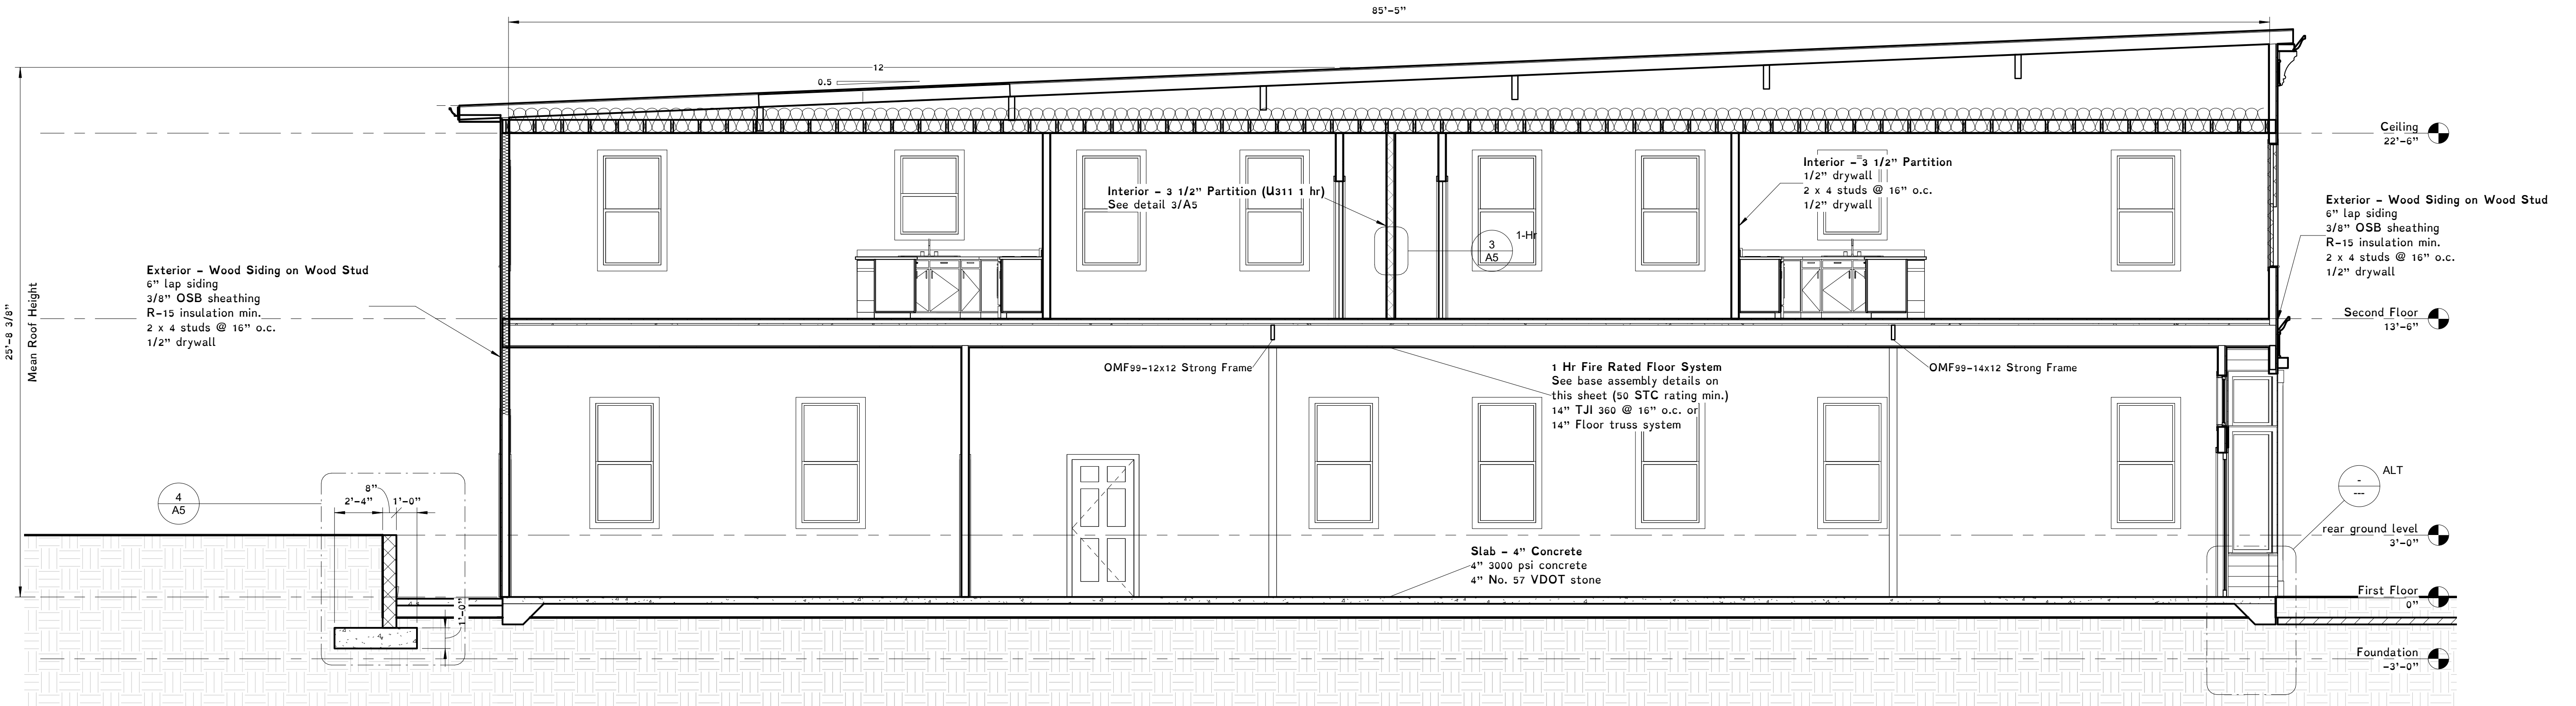 85'-5"
12
0.5
Ceiling
22'-6"
Interior - 3 1/2" Partition
1/2" drywall
2 x 4 studs @ 16" o.c.
1/2" drywall
Interior - 3 1/2" Partition (U311 1 hr)
See detail 3/A5
Exterior - Wood Siding on Wood Stud
6" lap siding
3/8" OSB sheathing
R-15 insulation min.
2 x 4 studs @ 16" o.c.
1/2" drywall
1-Hr
3
A5
Exterior - Wood Siding on Wood Stud
6" lap siding
3/8" OSB sheathing
R-15 insulation min.
2 x 4 studs @ 16" o.c.
1/2" drywall
25'-8 3/8"
Mean Roof Height
Second Floor
13'-6"
OMF99-12x12 Strong Frame
1 Hr Fire Rated Floor System
See base assembly details on
this sheet (50 STC rating min.)
14" TJI 360 @ 16" o.c. or
14" Floor truss system
OMF99-14x12 Strong Frame
ALT
-
---
8"
2'-4"
1'-0"
4
A5
rear ground level
3'-0"
Slab - 4" Concrete
4" 3000 psi concrete
4" No. 57 VDOT stone
First Floor
0"
1'-0"
Foundation
-3'-0"